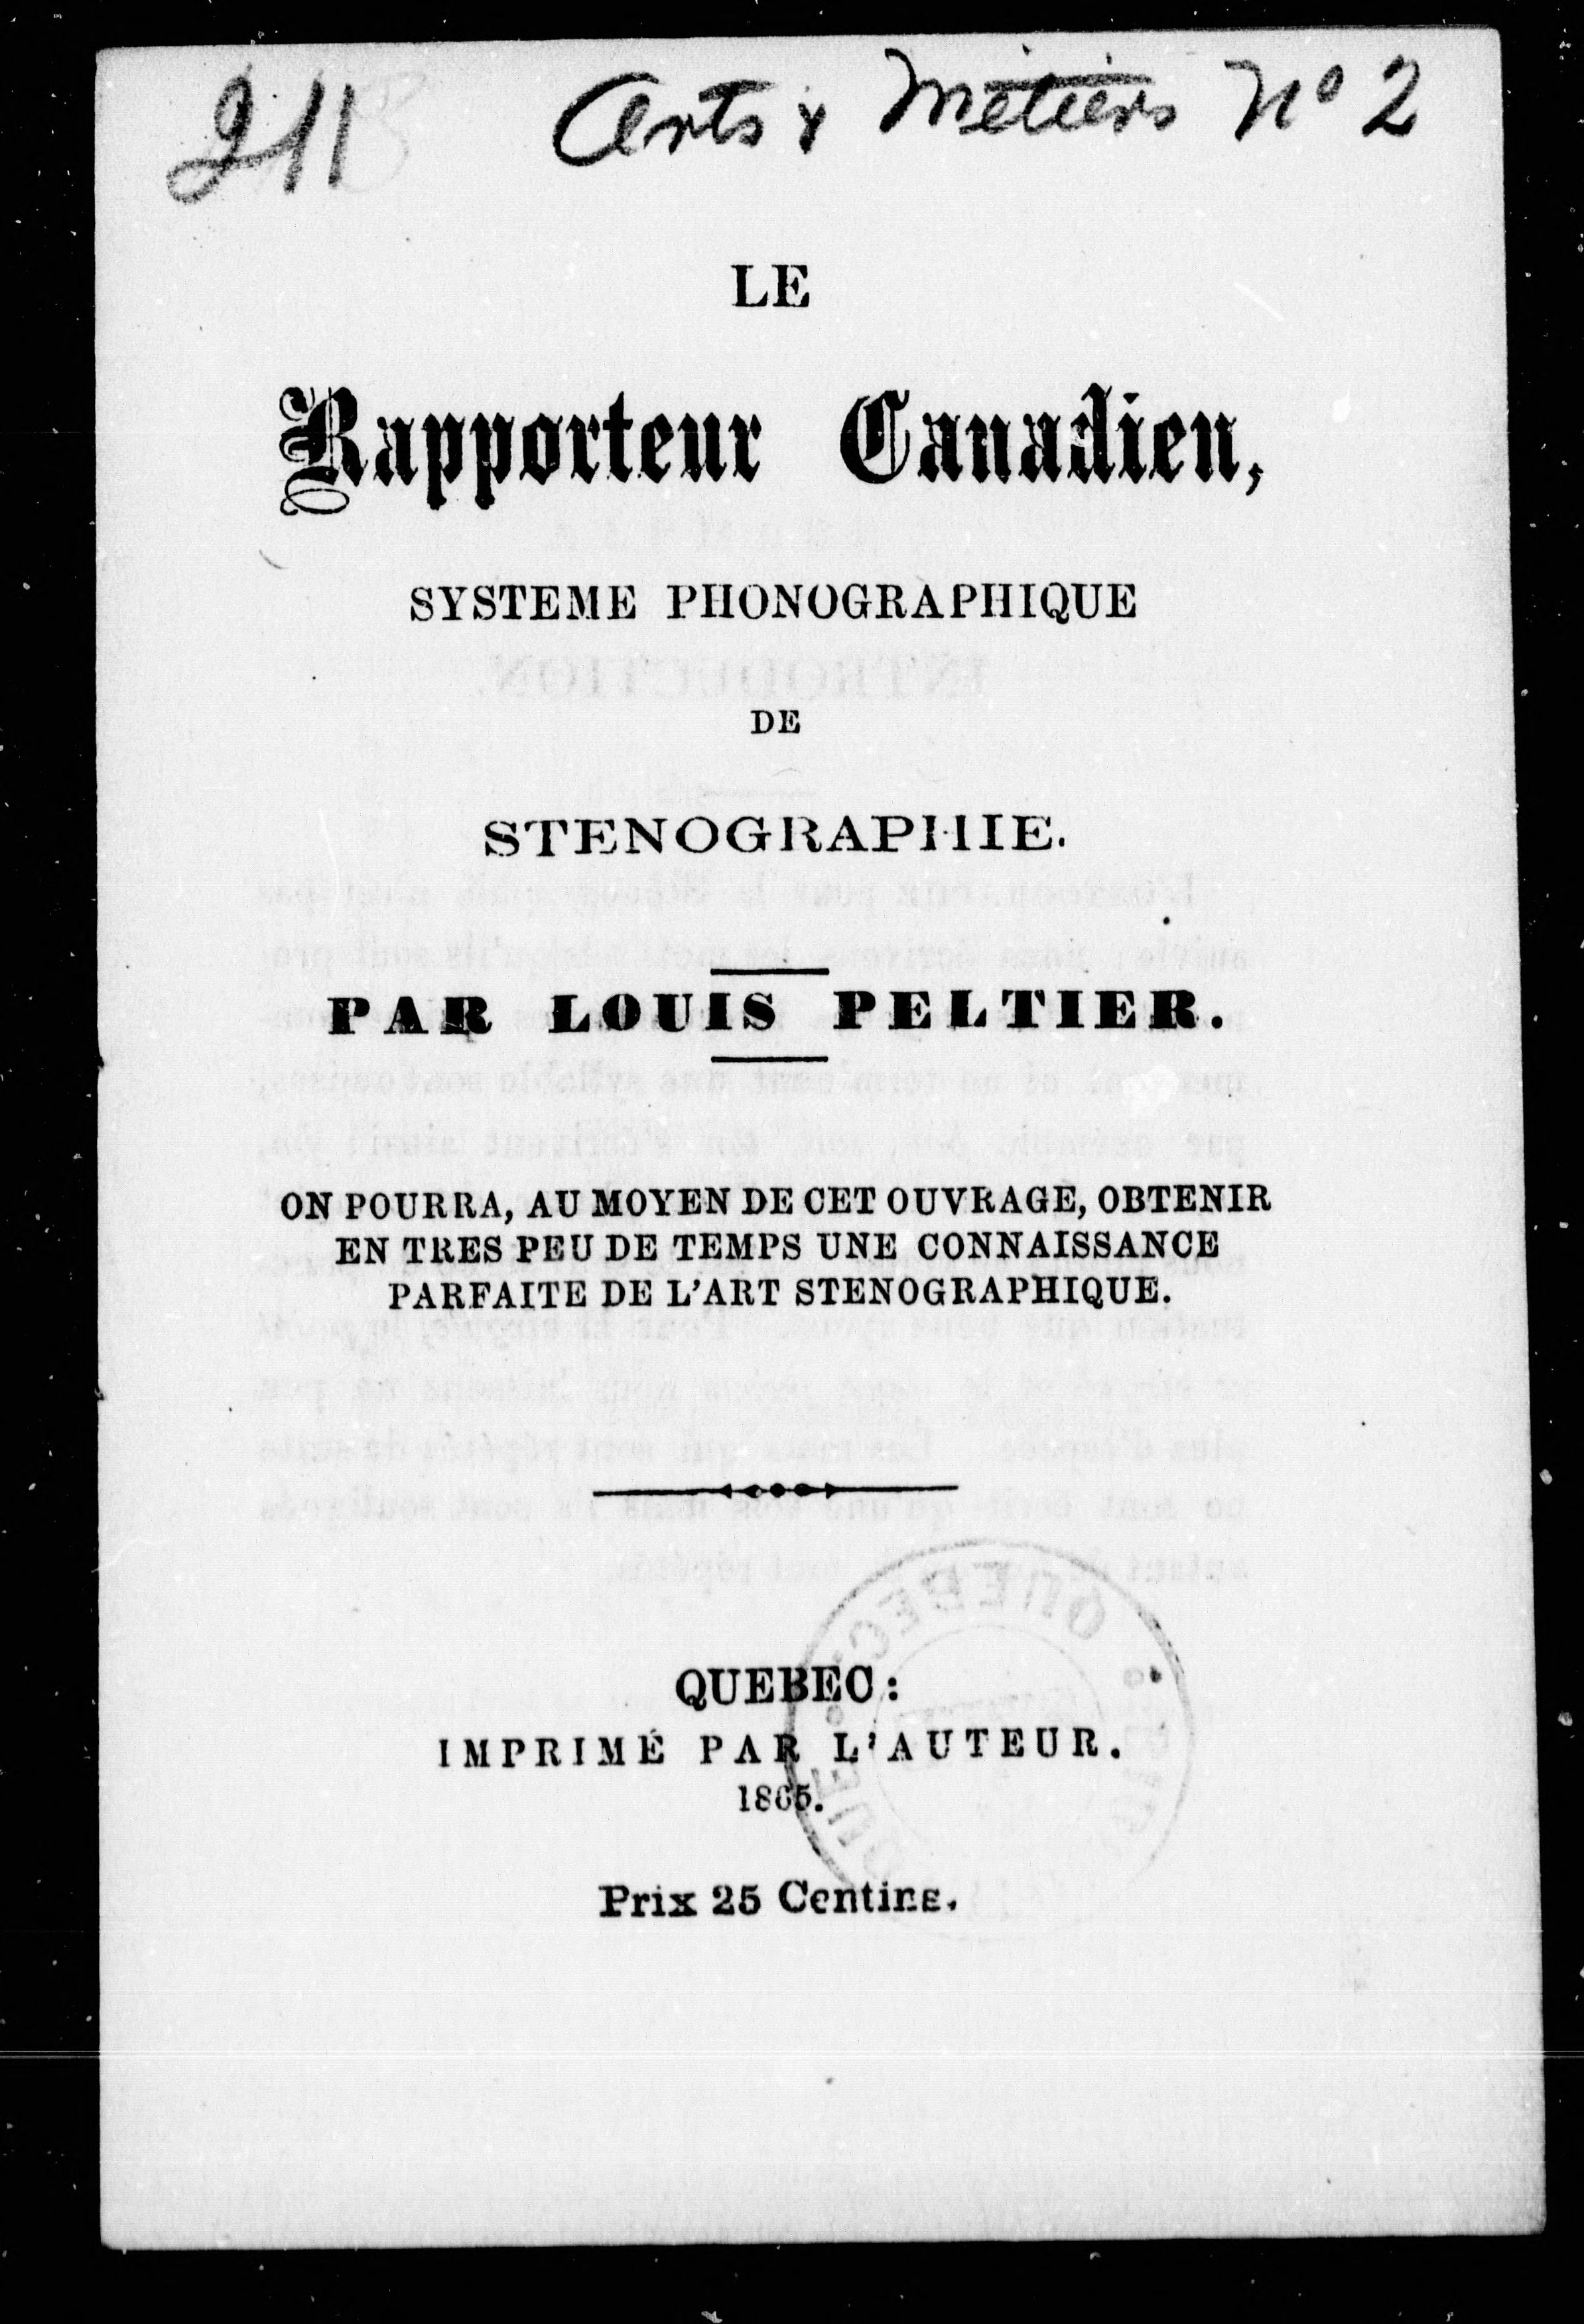 211 Arts & Métiers No 2
LE
Rapporteur Canadien,
SYSTEME PHONOGRAPHIQUE
DE
STENOGRAPHIE.
PAR LOUIS PELTIER.
ON POURRA, AU MOYEN DE CET OUVRAGE, OBTENIR
EN TRES PEU DE TEMPS UNE CONNAISSANCE
PARFAITE DE L'ART STENOGRAPHIQUE.
QUEBEC:
IMPRIMÉ PAR L'AUTEUR.
1865.
Prix 25 Centins.